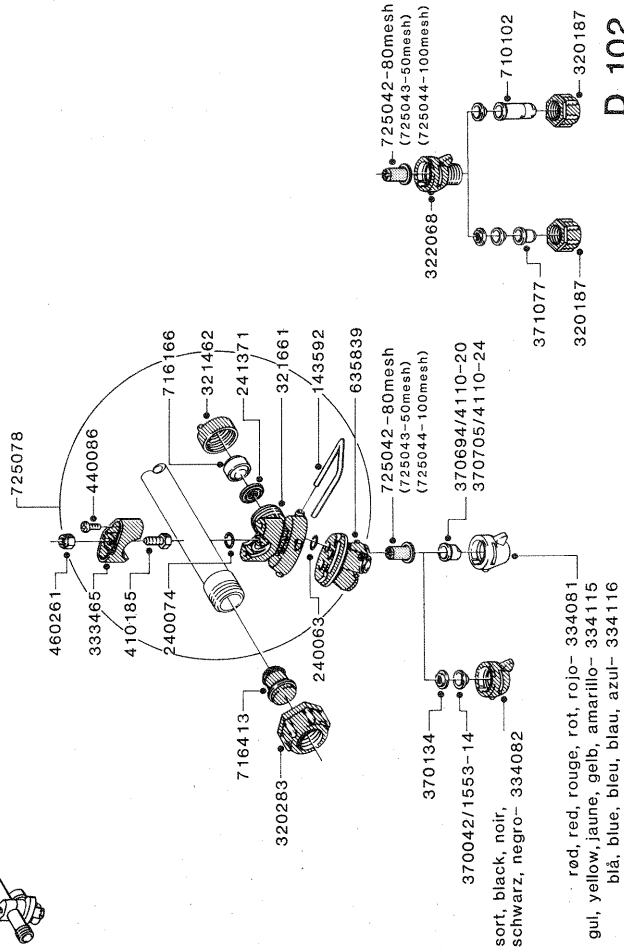 725078
460261
440086
333465
410185
240074
716166
321462
241371
321661
143592
635839
240063
716413
320283
725042-80mesh
(725043-50mesh)
(725044-100mesh)
370694/4110-20
370705/4110-24
370134
370042/1553-14
sort, black, noir,
schwarz, negro- 334082
rød, red, rouge, rot, rojo- 334081
gul, yellow, jaune, gelb, amarillo- 334115
blå, blue, bleu, blau, azul- 334116
725042-80mesh
(725043-50mesh)
(725044-100mesh)
322068
710102
371077
320187
320187
D 102